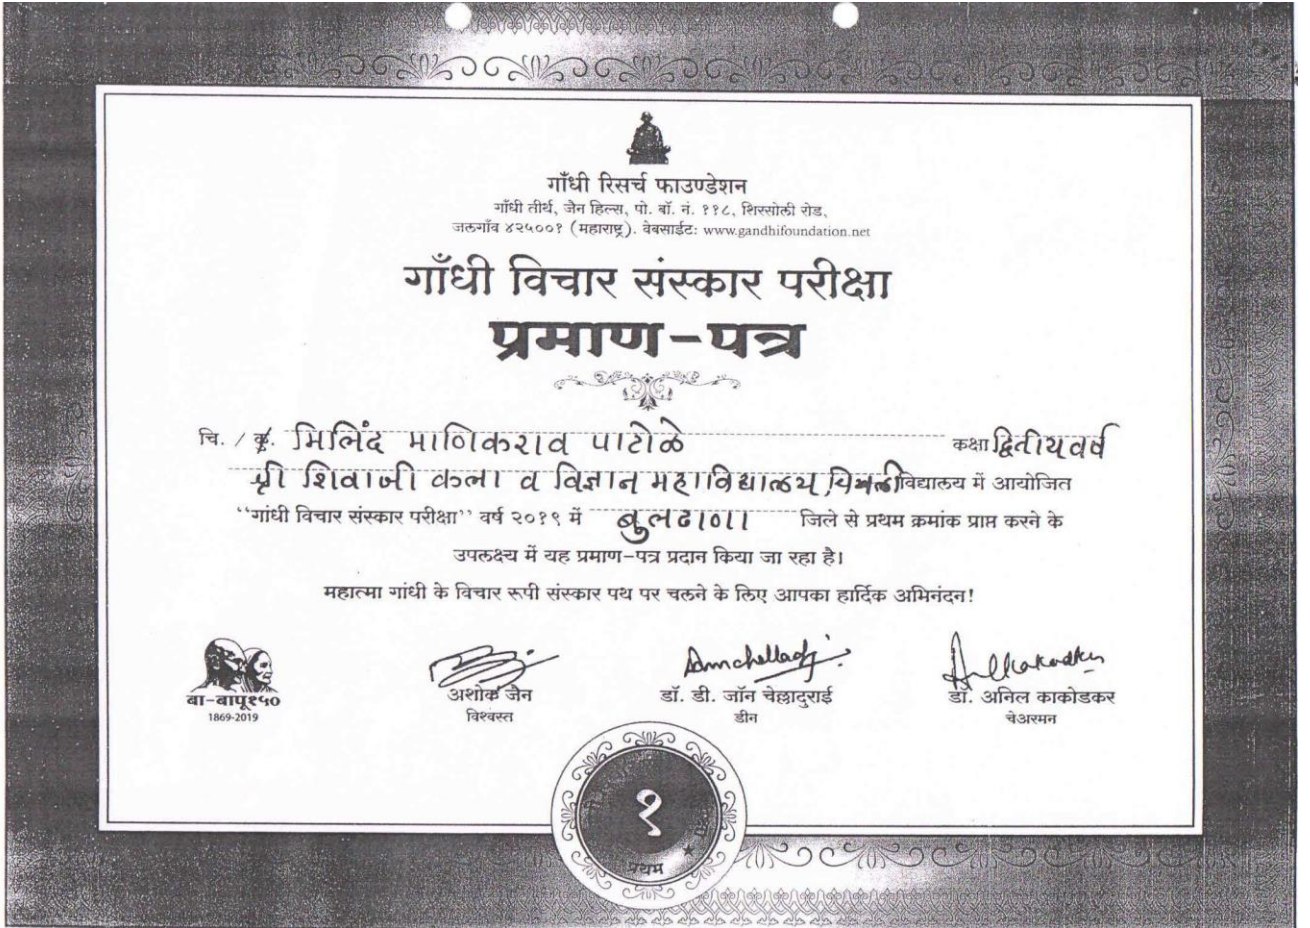 गाँधी रिसर्च फाउण्डेशन
गाँधी तीर्थ, जैन हिल्स, पो. बॉ. नं. ११८, शिरसोली रोड,
जलगाँव ४२५००१ (महाराष्ट्र). वेबसाईट: www.gandhifoundation.net
गाँधी विचार संस्कार परीक्षा
प्रमाण-पत्र
चि. / कु. मिलिंद माणिकराव पाटोळे कक्षा द्वितीय वर्ष
श्री शिवाजी कला व विज्ञान महाविद्यालय, चिखली विद्यालय में आयोजित
‘‘गांधी विचार संस्कार परीक्षा’’ वर्ष २०१९ में बुलढाणा जिले से प्रथम क्रमांक प्राप्त करने के
उपलक्ष्य में यह प्रमाण-पत्र प्रदान किया जा रहा है।
महात्मा गांधी के विचार रूपी संस्कार पथ पर चलने के लिए आपका हार्दिक अभिनंदन!
बा-बापू१५०
1869-2019
अशोक जैन
विश्वस्त
डॉ. डी. जॉन चेल्लादुराई
डीन
डॉ. अनिल काकोडकर
चेअरमन
१
प्रथम